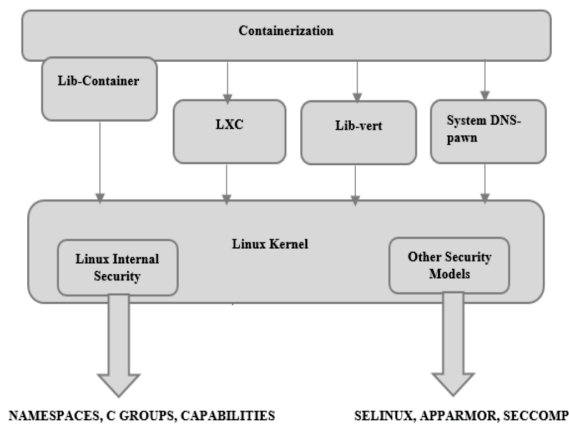 Containerization
Lib-Container
LXC
Lib-vert
System DNS-
pawn
Linux Kernel
Linux Internal
Security
Other Security
Models
NAMESPACES, C GROUPS, CAPABILITIES
SELINUX, APPARMOR, SECCOMP